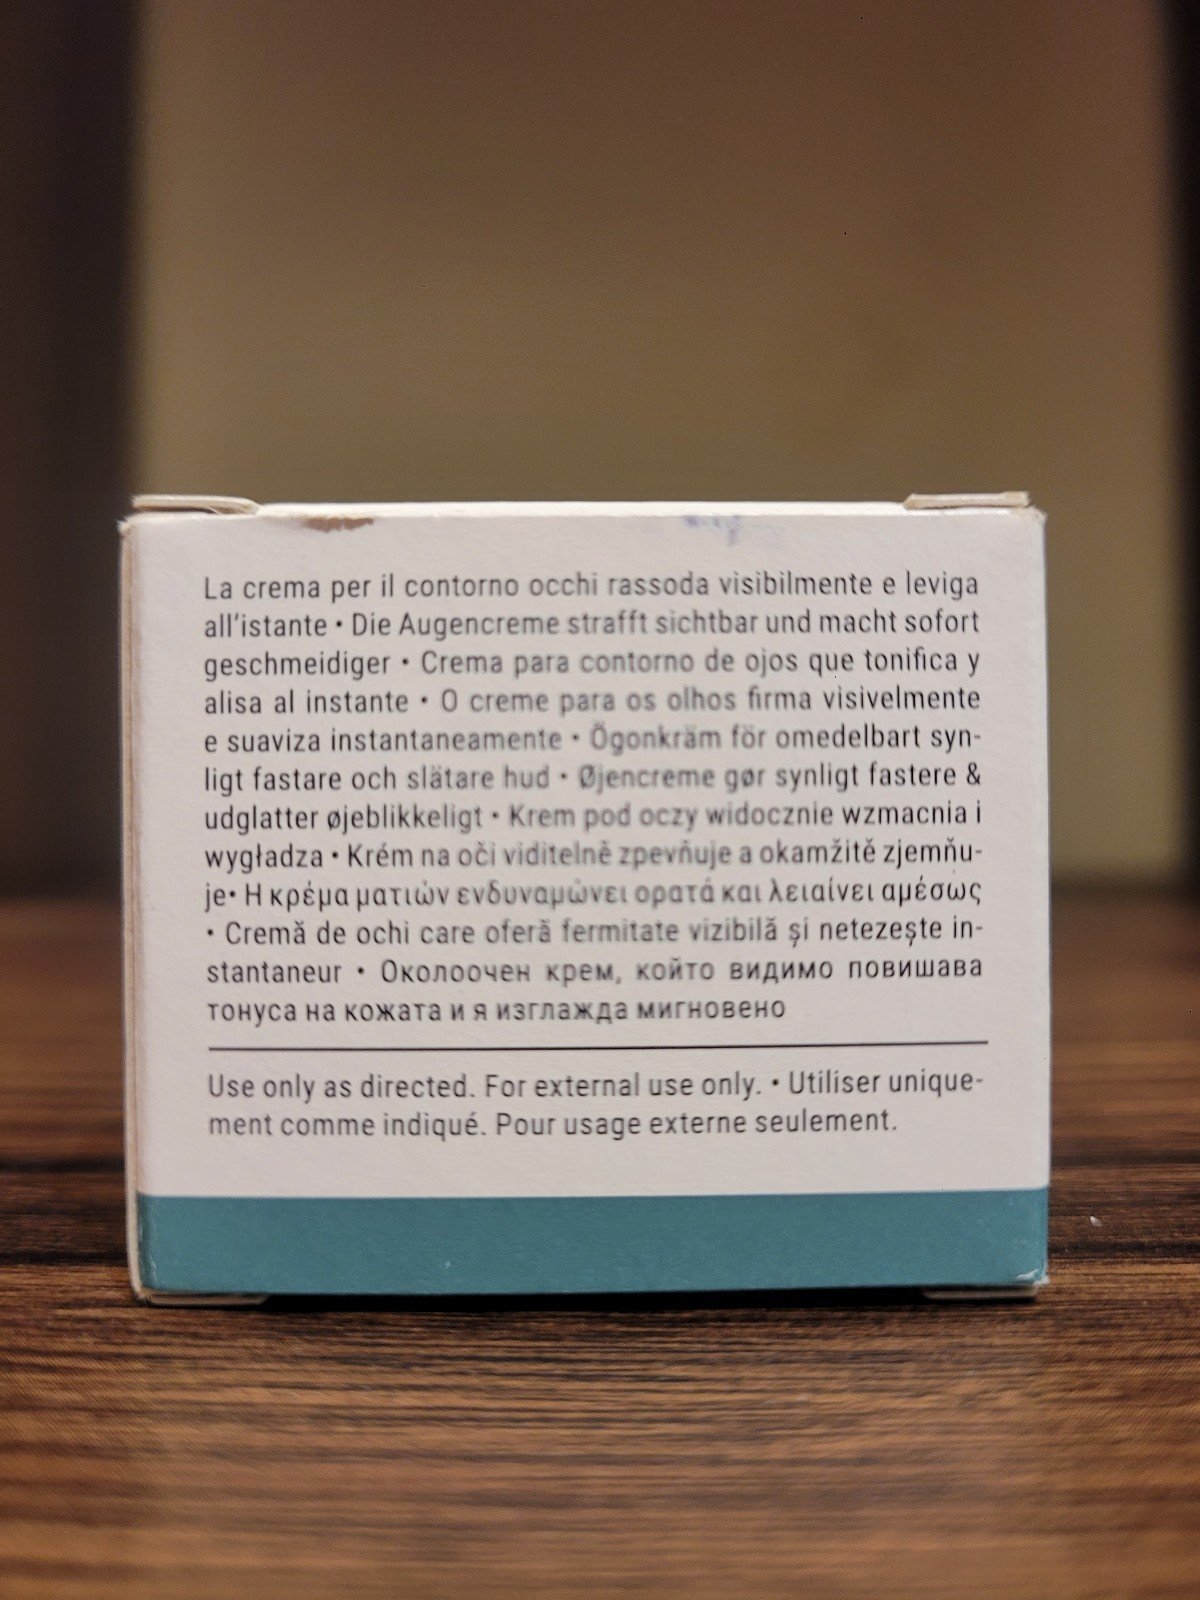 La crema per il contorno occhi rassoda visibilmente e leviga
all'istante • Die Augencreme strafft sichtbar und macht sofort
geschmeidiger • Crema para contorno de ojos que tonifica y
alisa al instante • O creme para os olhos firma visivelmente
e suaviza instantaneamente • Ögonkräm för omedelbart syn-
ligt fastare och slätare hud • Øjencreme gør synligt fastere &
udglatter øjeblikkeligt • Krem pod oczy widocznie wzmacnia i
wygładza • Krém na oči viditelně zpevňuje a okamžitě zjemňu-
je• Η κρέμα ματιών ενδυναμώνει ορατά και λειαίνει αμέσως
• Cremă de ochi care oferă fermitate vizibilă și netezește in-
stantaneur • Околоочен крем, който видимо повишава
тонуса на кожата и я изглажда мигновено
Use only as directed. For external use only. • Utiliser unique-
ment comme indiqué. Pour usage externe seulement.